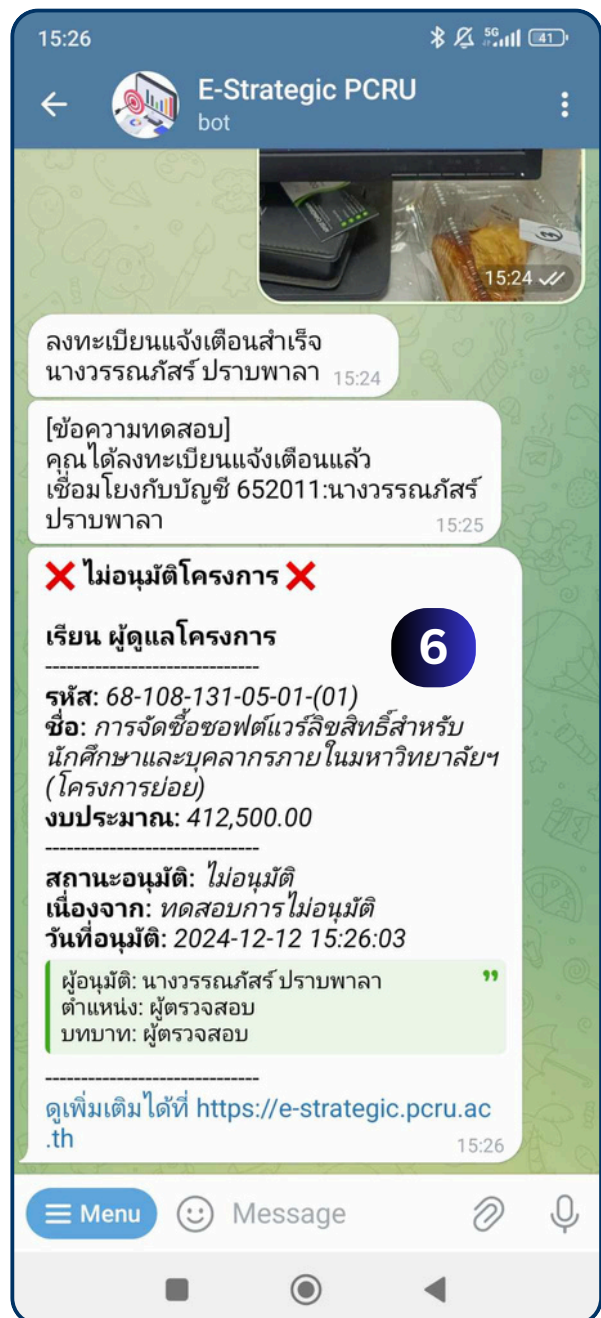 15:26
5G
41
E-Strategic PCRU
bot
15:24
ลงทะเบียนแจ้งเตือนสำเร็จ
นางวรรณภัสร์ ปราบพาลา 15:24
[ข้อความทดสอบ]
คุณได้ลงทะเบียนแจ้งเตือนแล้ว
เชื่อมโยงกับบัญชี 652011:นางวรรณภัสร์
ปราบพาลา 15:25
❌ ไม่อนุมัติโครงการ ❌
6
เรียน ผู้ดูแลโครงการ
------------------------------
รหัส: 68-108-131-05-01-(01)
ชื่อ: การจัดซื้อซอฟต์แวร์ลิขสิทธิ์สำหรับ
นักศึกษาและบุคลากรภายในมหาวิทยาลัยฯ
(โครงการย่อย)
งบประมาณ: 412,500.00
------------------------------
สถานะอนุมัติ: ไม่อนุมัติ
เนื่องจาก: ทดสอบการไม่อนุมัติ
วันที่อนุมัติ: 2024-12-12 15:26:03
ผู้อนุมัติ: นางวรรณภัสร์ ปราบพาลา
ตำแหน่ง: ผู้ตรวจสอบ
บทบาท: ผู้ตรวจสอบ
------------------------------
ดูเพิ่มเติมได้ที่ https://e-strategic.pcru.ac
.th 15:26
Menu
Message